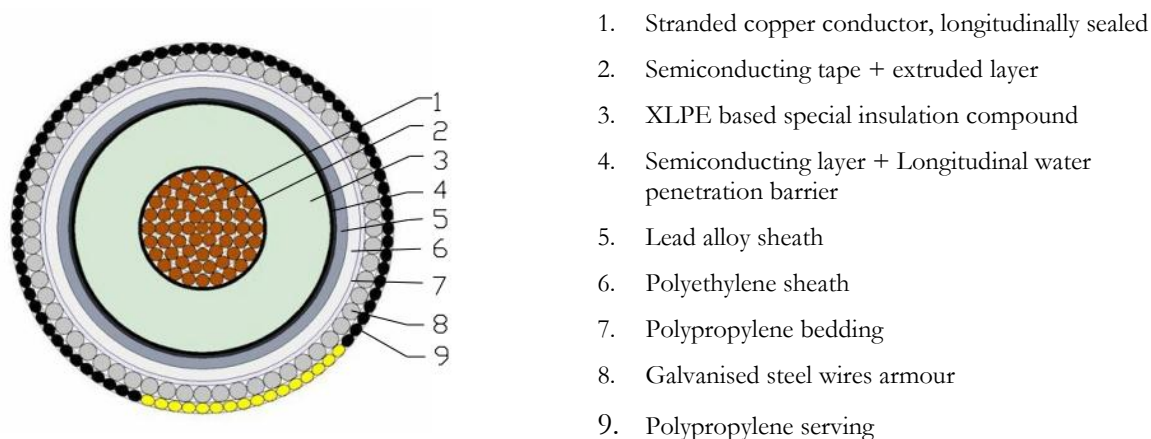 1
2
3
4
5
6
7
8
9
1. Stranded copper conductor, longitudinally sealed
2. Semiconducting tape + extruded layer
3. XLPE based special insulation compound
4. Semiconducting layer + Longitudinal water
penetration barrier
5. Lead alloy sheath
6. Polyethylene sheath
7. Polypropylene bedding
8. Galvanised steel wires armour
9. Polypropylene serving